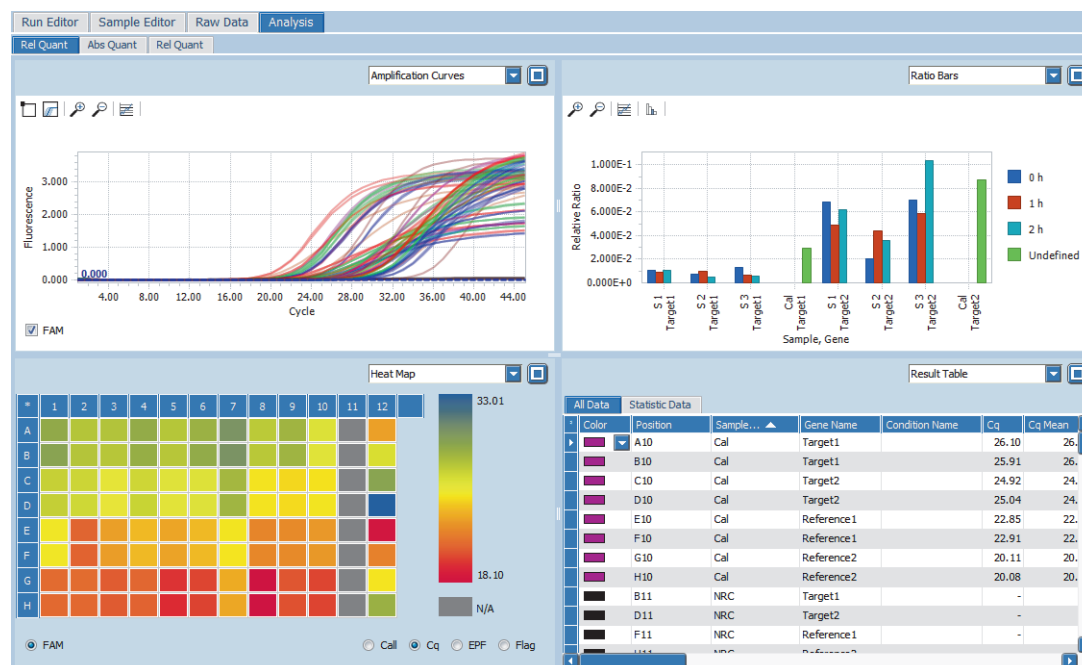 Run Editor Sample Editor Raw Data Analysis
Rel Quant Abs Quant Rel Quant
Amplification Curves
Fluorescence
3.000
2.000
1.000
0.000
0.000
4.00 8.00 12.00 16.00 20.00 24.00 28.00 32.00 36.00 40.00 44.00
Cycle
FAM
Ratio Bars
Relative Ratio
1.000E-1
8.000E-2
6.000E-2
4.000E-2
2.000E-2
0.000E+0
S 1 Target1
S 2 Target1
S 3 Target1
Cal Target1
S 1 Target2
S 2 Target2
S 3 Target2
Cal Target2
Sample, Gene
0 h
1 h
2 h
Undefined
Heat Map
* 1 2 3 4 5 6 7 8 9 10 11 12
A
B
C
D
E
F
G
H
33.01
18.10
N/A
FAM Call Cq EPF Flag
Result Table
All Data Statistic Data
Color Position Sample... Gene Name Condition Name Cq Cq Mean
A10 Cal Target1 26.10 26.
B10 Cal Target1 25.91 26.
C10 Cal Target2 24.92 24.
D10 Cal Target2 25.04 24.
E10 Cal Reference1 22.85 22.
F10 Cal Reference1 22.91 22.
G10 Cal Reference2 20.11 20.
H10 Cal Reference2 20.08 20.
B11 NRC Target1 -
D11 NRC Target2 -
F11 NRC Reference1 -